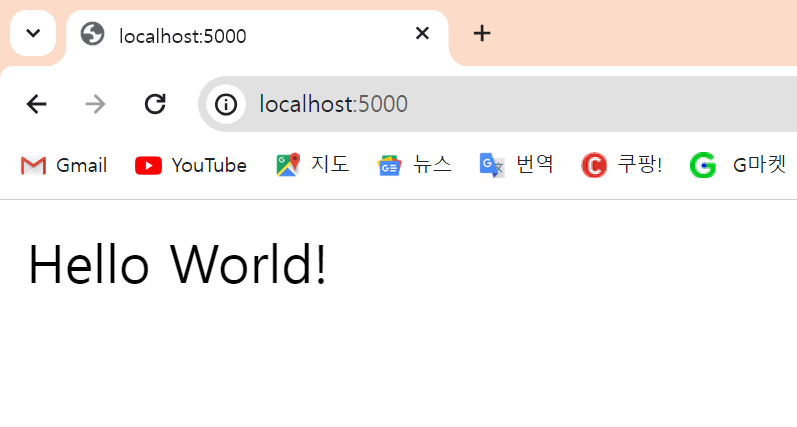 localhost:5000
localhost:5000
Gmail YouTube 지도 뉴스 번역 쿠팡! G마켓
Hello World!